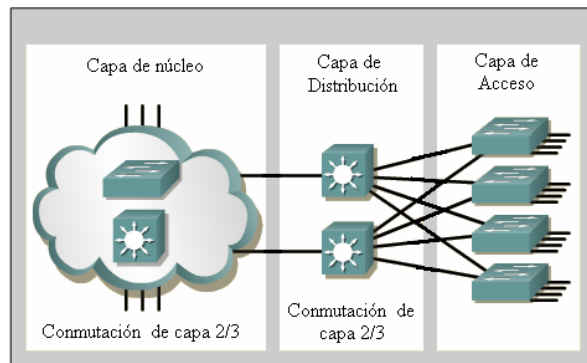 Capa de núcleo
Conmutación de capa 2/3
Capa de
Distribución
Conmutación de
capa 2/3
Capa de
Acceso